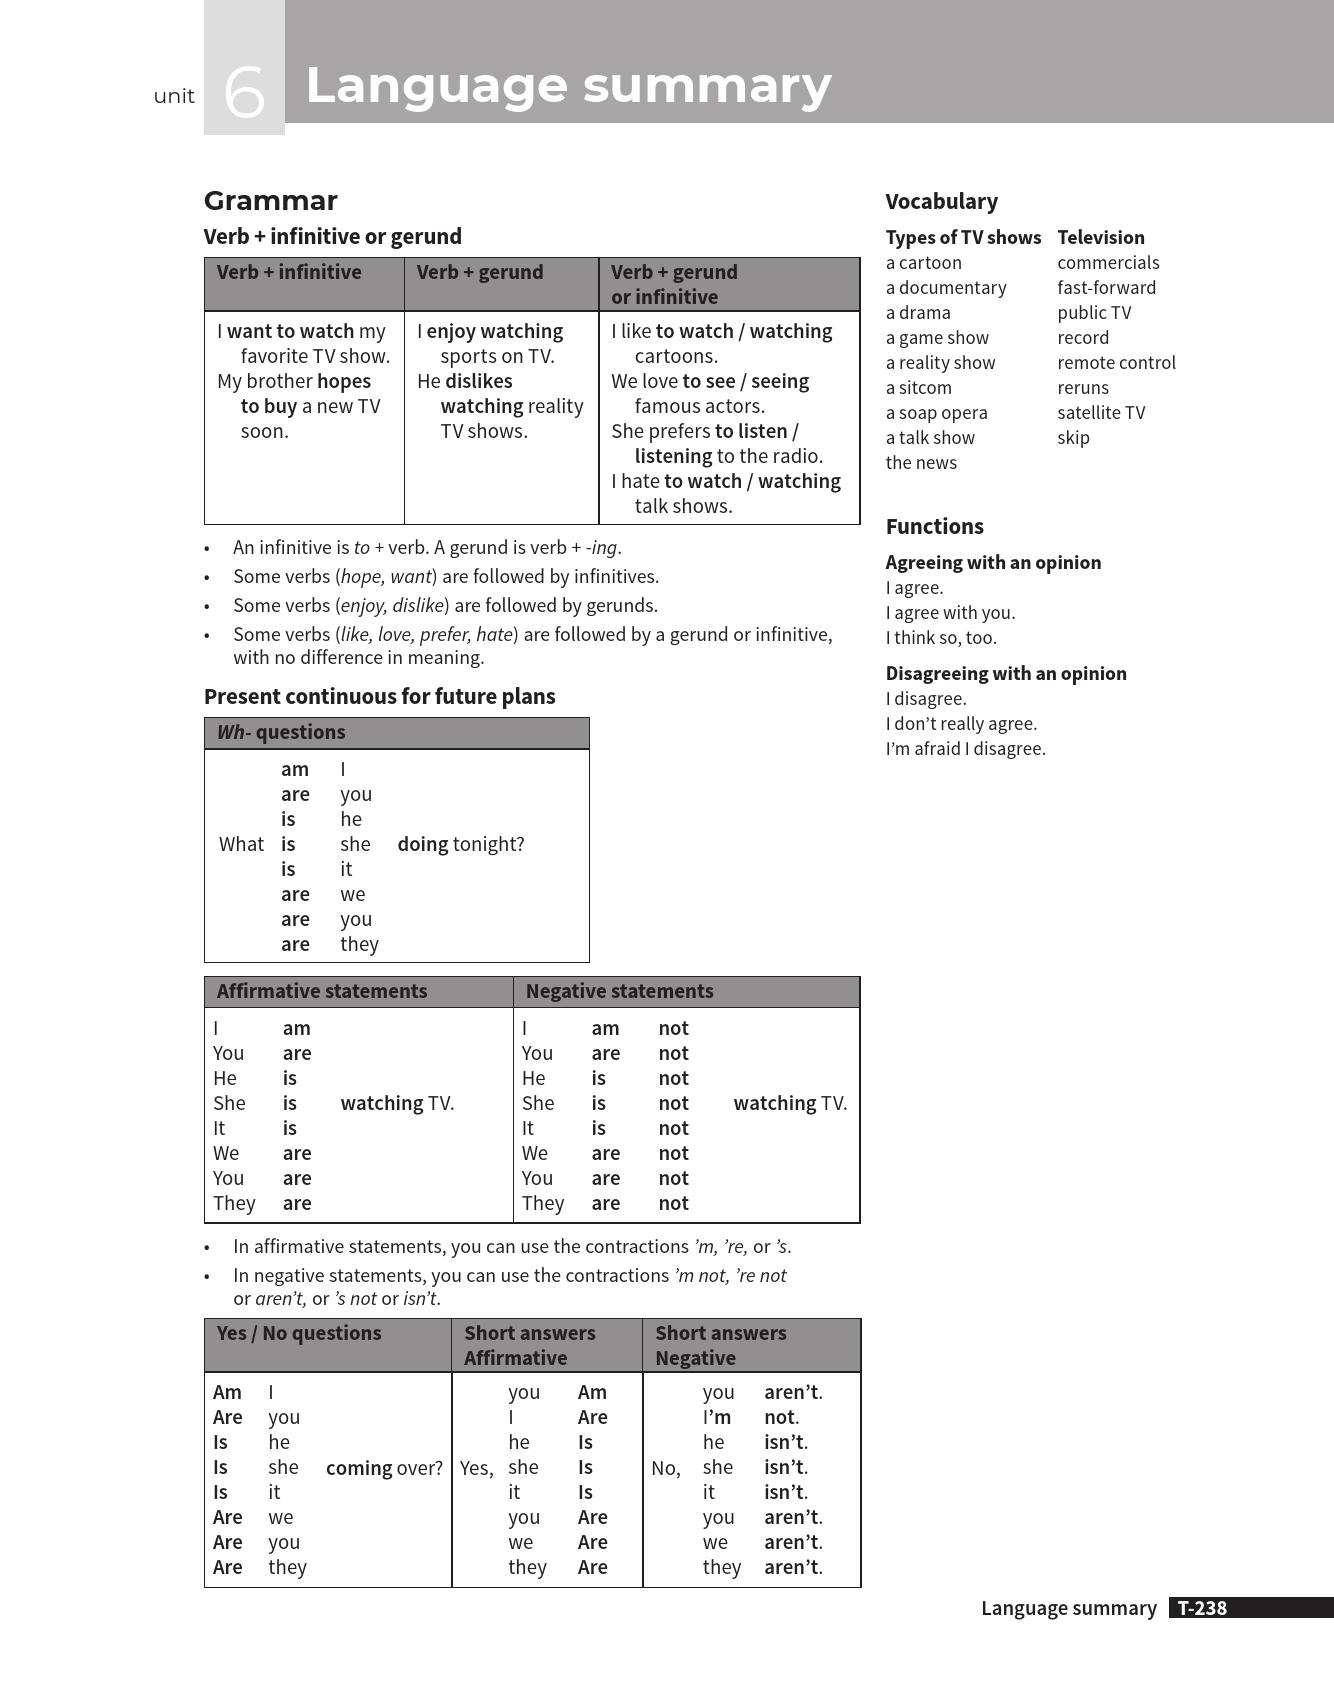 unit 6 Language summary
Grammar
Verb + infinitive or gerund
Verb + infinitive
I want to watch my
favorite TV show.
My brother hopes
to buy a new TV
soon.
Verb + gerund
I enjoy watching
sports on TV.
He dislikes
watching reality
TV shows.
Verb + gerund
or infinitive
I like to watch / watching
cartoons.
We love to see / seeing
famous actors.
She prefers to listen /
listening to the radio.
I hate to watch / watching
talk shows.
• An infinitive is to + verb. A gerund is verb + -ing.
• Some verbs (hope, want) are followed by infinitives.
• Some verbs (enjoy, dislike) are followed by gerunds.
• Some verbs (like, love, prefer, hate) are followed by a gerund or infinitive,
with no difference in meaning.
Present continuous for future plans
Wh- questions
am I
are you
is he
What is she doing tonight?
is it
are we
are you
are they
Affirmative statements
I am
You are
He is
She is watching TV.
It is
We are
You are
They are
Negative statements
I am not
You are not
He is not
She is not watching TV.
It is not
We are not
You are not
They are not
• In affirmative statements, you can use the contractions ’m, ’re, or ’s.
• In negative statements, you can use the contractions ’m not, ’re not
or aren’t, or ’s not or isn’t.
Yes / No questions
Am I
Are you
Is he
Is she coming over?
Is it
Are we
Are you
Are they
Short answers
Affirmative
you Am
I Are
he Is
Yes, she Is
it Is
you Are
we Are
they Are
Short answers
Negative
you aren’t.
I’m not.
he isn’t.
No, she isn’t.
it isn’t.
you aren’t.
we aren’t.
they aren’t.
Vocabulary
Types of TV shows
a cartoon
a documentary
a drama
a game show
a reality show
a sitcom
a soap opera
a talk show
the news
Television
commercials
fast-forward
public TV
record
remote control
reruns
satellite TV
skip
Functions
Agreeing with an opinion
I agree.
I agree with you.
I think so, too.
Disagreeing with an opinion
I disagree.
I don’t really agree.
I’m afraid I disagree.
Language summary T-238